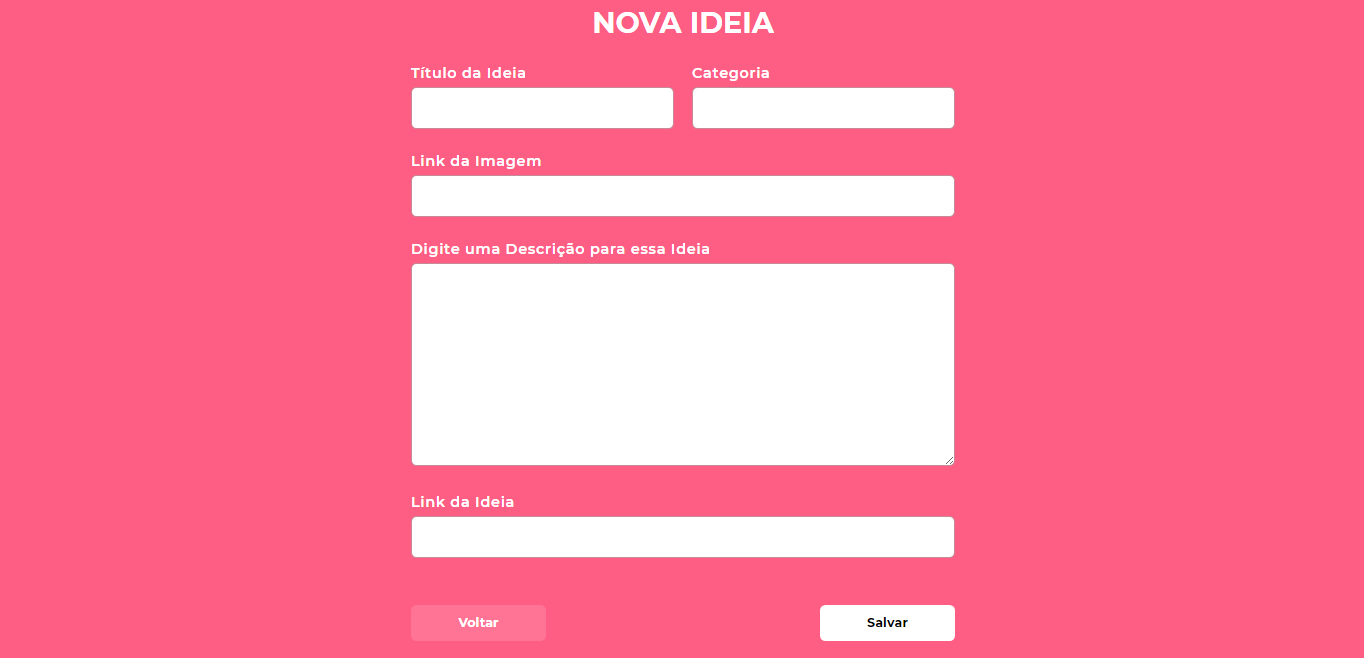 NOVA IDEIA
Título da Ideia
Categoria
Link da Imagem
Digite uma Descrição para essa Ideia
Link da Ideia
Voltar
Salvar